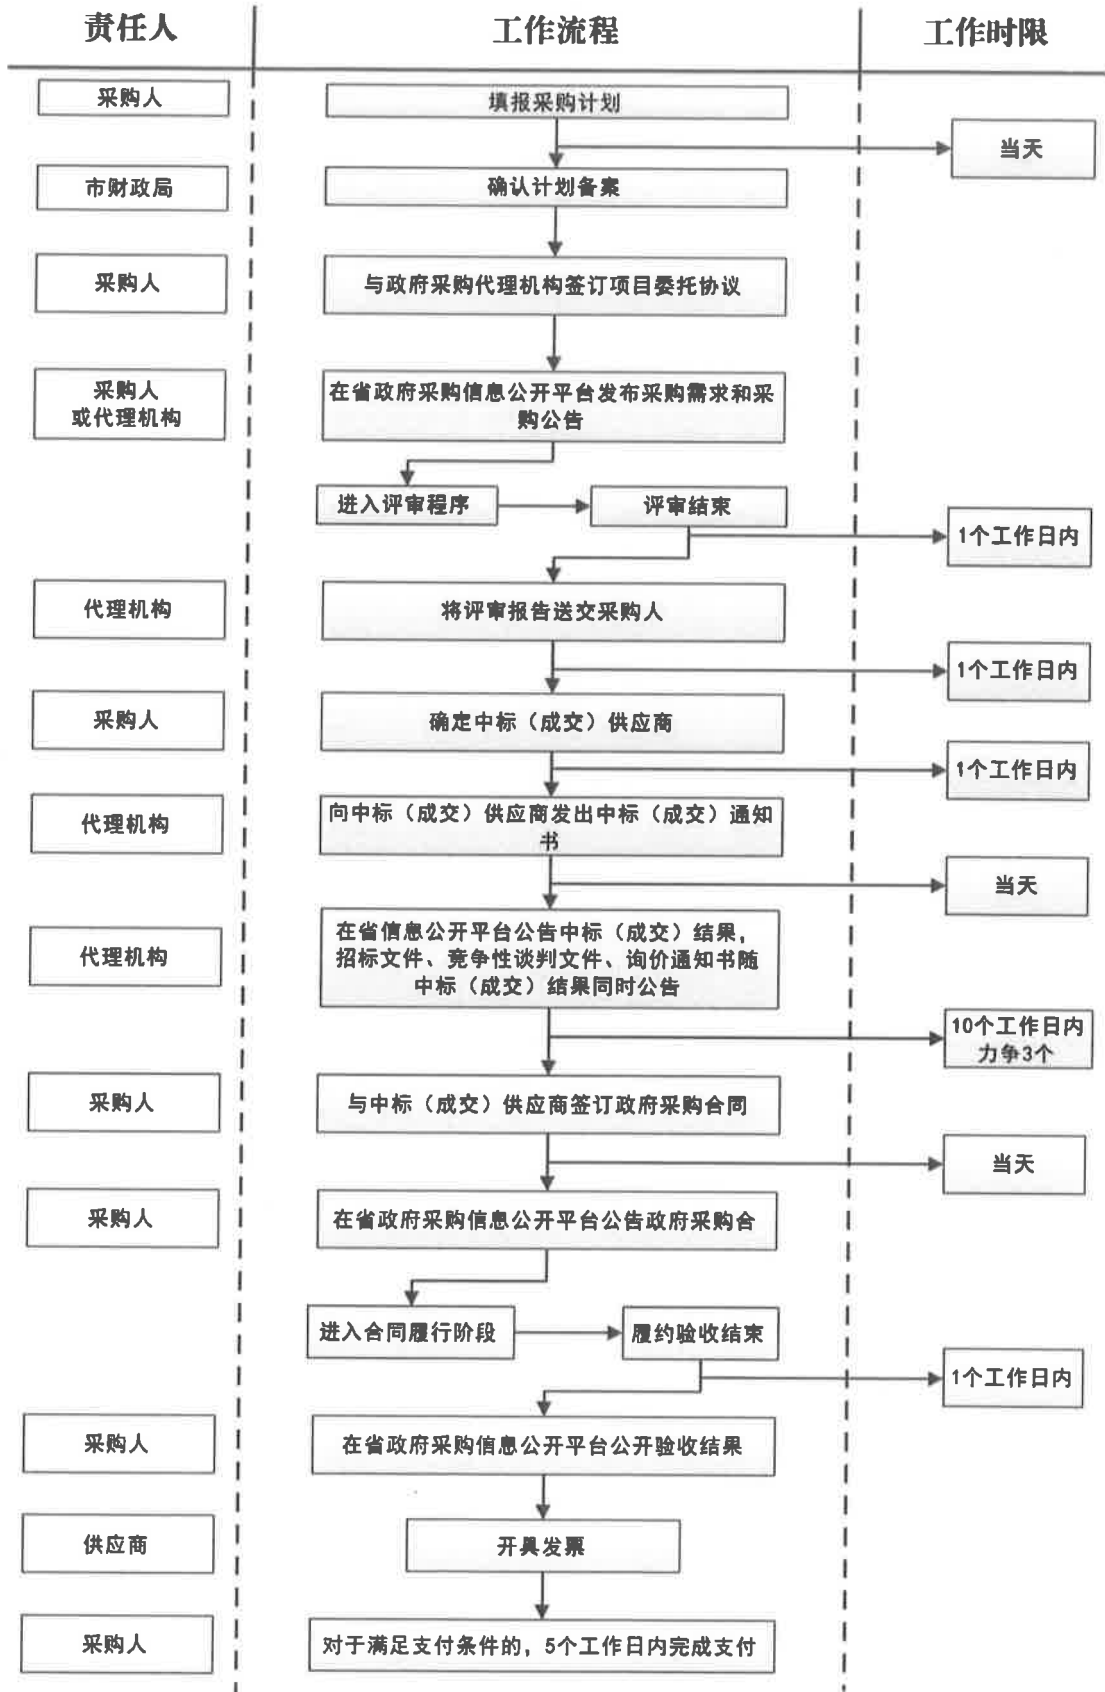 责任人
工作流程
工作时限
采购人
填报采购计划
当天
市财政局
确认计划备案
采购人
与政府采购代理机构签订项目委托协议
采购人
或代理机构
在省政府采购信息公开平台发布采购需求和采
购公告
进入评审程序
评审结束
1个工作日内
代理机构
将评审报告送交采购人
1个工作日内
采购人
确定中标（成交）供应商
1个工作日内
代理机构
向中标（成交）供应商发出中标（成交）通知
书
当天
代理机构
在省信息公开平台公告中标（成交）结果，
招标文件、竞争性谈判文件、询价通知书随
中标（成交）结果同时公告
10个工作日内
力争3个
采购人
与中标（成交）供应商签订政府采购合同
当天
采购人
在省政府采购信息公开平台公告政府采购合
进入合同履行阶段
履约验收结束
1个工作日内
采购人
在省政府采购信息公开平台公开验收结果
供应商
开具发票
采购人
对于满足支付条件的，5个工作日内完成支付